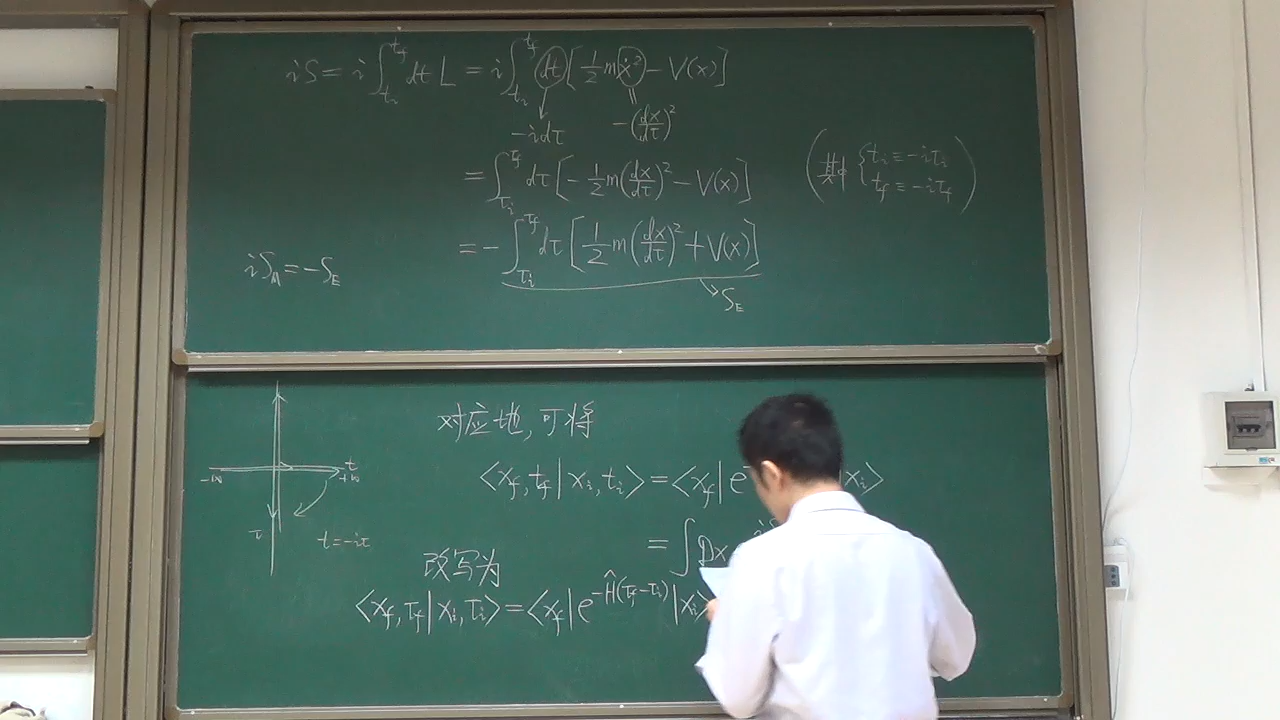 iS = i∫_{t_i}^{t_f} dt L = i∫_{t_i}^{t_f} dt [1/2 mẋ² − V(x)]
−idτ −(dx/dτ)²
= ∫_{τ_i}^{τ_f} dτ [−1/2 m(dx/dτ)² − V(x)] (其中 { t_i = −iτ_i
t_f = −iτ_f )
= −∫_{τ_i}^{τ_f} dτ [1/2 m(dx/dτ)² + V(x)]
iS_M = −S_E
S_E
对应地,可将
t
−∞ +∞
⟨x_f, t_f | x_i, t_i⟩ = ⟨x_f| e |x_i⟩
τ t = −iτ
= ∫ Dx
改写为
⟨x_f, τ_f | x_i, τ_i⟩ = ⟨x_f| e^{−Ĥ(τ_f − τ_i)} |x_i⟩